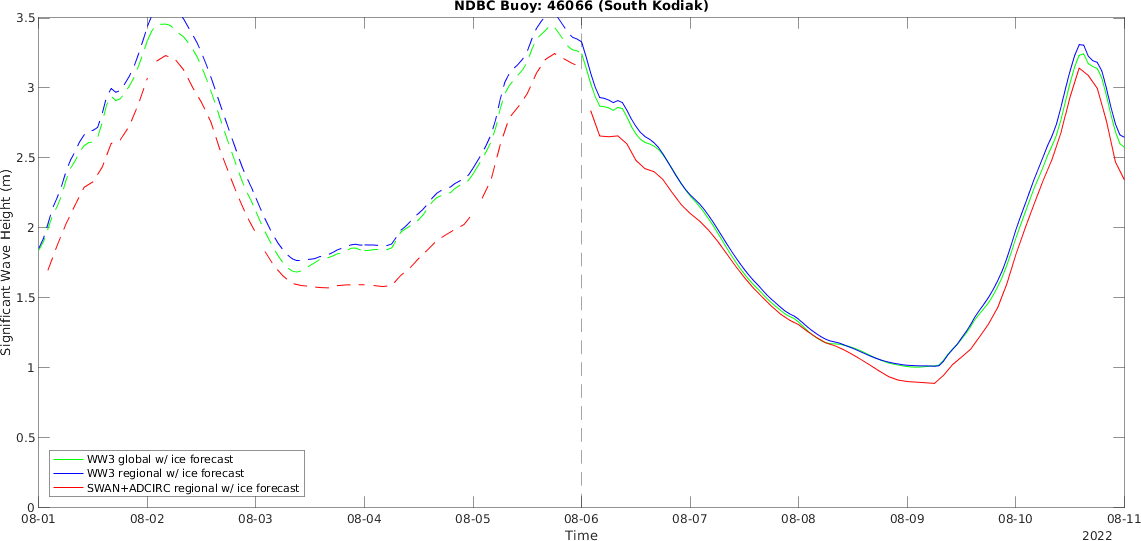 NDBC Buoy: 46066 (South Kodiak)
3.5
3
2.5
2
1.5
1
0.5
0
Significant Wave Height (m)
WW3 global w/ ice forecast
WW3 regional w/ ice forecast
SWAN+ADCIRC regional w/ ice forecast
08-01 08-02 08-03 08-04 08-05 08-06 08-07 08-08 08-09 08-10 08-11
Time
2022